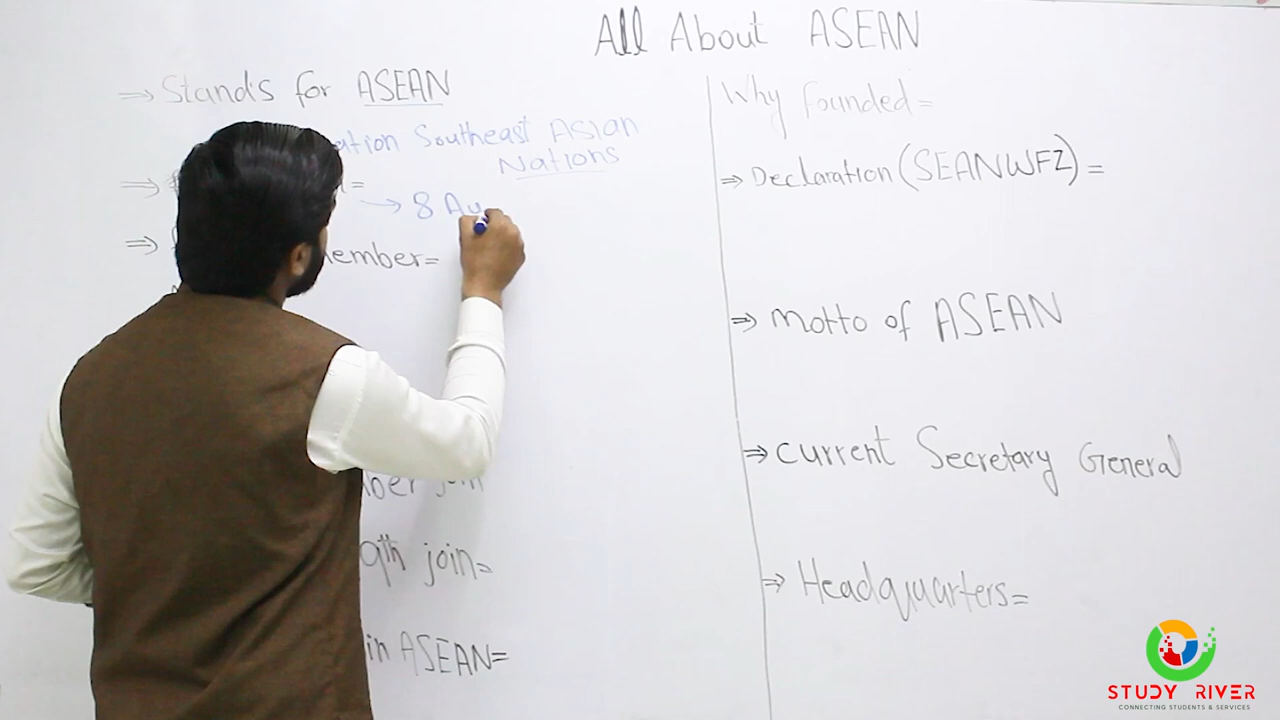 All About ASEAN
⇒ Stands for ASEAN
ation Southeast Asian
Nations
⇒
→ 8 Au
⇒ ember=
join
9th join=
in ASEAN=
Why founded=
⇒ Declaration (SEANWFZ) =
⇒ Motto of ASEAN
⇒ Current Secretary General
⇒ Headquarters=
STUDY RIVER
CONNECTING STUDENTS & SERVICES